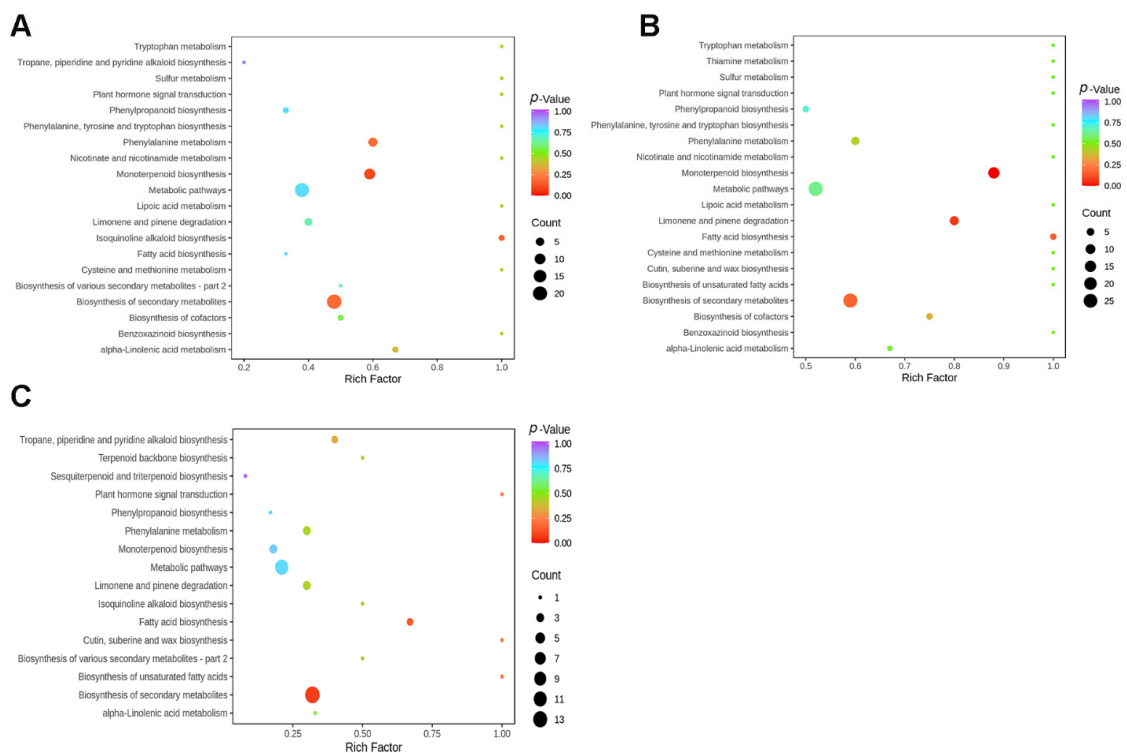 A
Tryptophan metabolism
Tropane, piperidine and pyridine alkaloid biosynthesis
Sulfur metabolism
Plant hormone signal transduction
Phenylpropanoid biosynthesis
Phenylalanine, tyrosine and tryptophan biosynthesis
Phenylalanine metabolism
Nicotinate and nicotinamide metabolism
Monoterpenoid biosynthesis
Metabolic pathways
Lipoic acid metabolism
Limonene and pinene degradation
Isoquinoline alkaloid biosynthesis
Fatty acid biosynthesis
Cysteine and methionine metabolism
Biosynthesis of various secondary metabolites - part 2
Biosynthesis of secondary metabolites
Biosynthesis of cofactors
Benzoxazinoid biosynthesis
alpha-Linolenic acid metabolism
0.2 0.4 0.6 0.8 1.0
Rich Factor
p-Value
1.00
0.75
0.50
0.25
0.00
Count
5
10
15
20
B
Tryptophan metabolism
Thiamine metabolism
Sulfur metabolism
Plant hormone signal transduction
Phenylpropanoid biosynthesis
Phenylalanine, tyrosine and tryptophan biosynthesis
Phenylalanine metabolism
Nicotinate and nicotinamide metabolism
Monoterpenoid biosynthesis
Metabolic pathways
Lipoic acid metabolism
Limonene and pinene degradation
Fatty acid biosynthesis
Cysteine and methionine metabolism
Cutin, suberine and wax biosynthesis
Biosynthesis of unsaturated fatty acids
Biosynthesis of secondary metabolites
Biosynthesis of cofactors
Benzoxazinoid biosynthesis
alpha-Linolenic acid metabolism
0.5 0.6 0.7 0.8 0.9 1.0
Rich Factor
p-Value
1.00
0.75
0.50
0.25
0.00
Count
5
10
15
20
25
C
Tropane, piperidine and pyridine alkaloid biosynthesis
Terpenoid backbone biosynthesis
Sesquiterpenoid and triterpenoid biosynthesis
Plant hormone signal transduction
Phenylpropanoid biosynthesis
Phenylalanine metabolism
Monoterpenoid biosynthesis
Metabolic pathways
Limonene and pinene degradation
Isoquinoline alkaloid biosynthesis
Fatty acid biosynthesis
Cutin, suberine and wax biosynthesis
Biosynthesis of various secondary metabolites - part 2
Biosynthesis of unsaturated fatty acids
Biosynthesis of secondary metabolites
alpha-Linolenic acid metabolism
0.25 0.50 0.75 1.00
Rich Factor
p-Value
1.00
0.75
0.50
0.25
0.00
Count
1
3
5
7
9
11
13